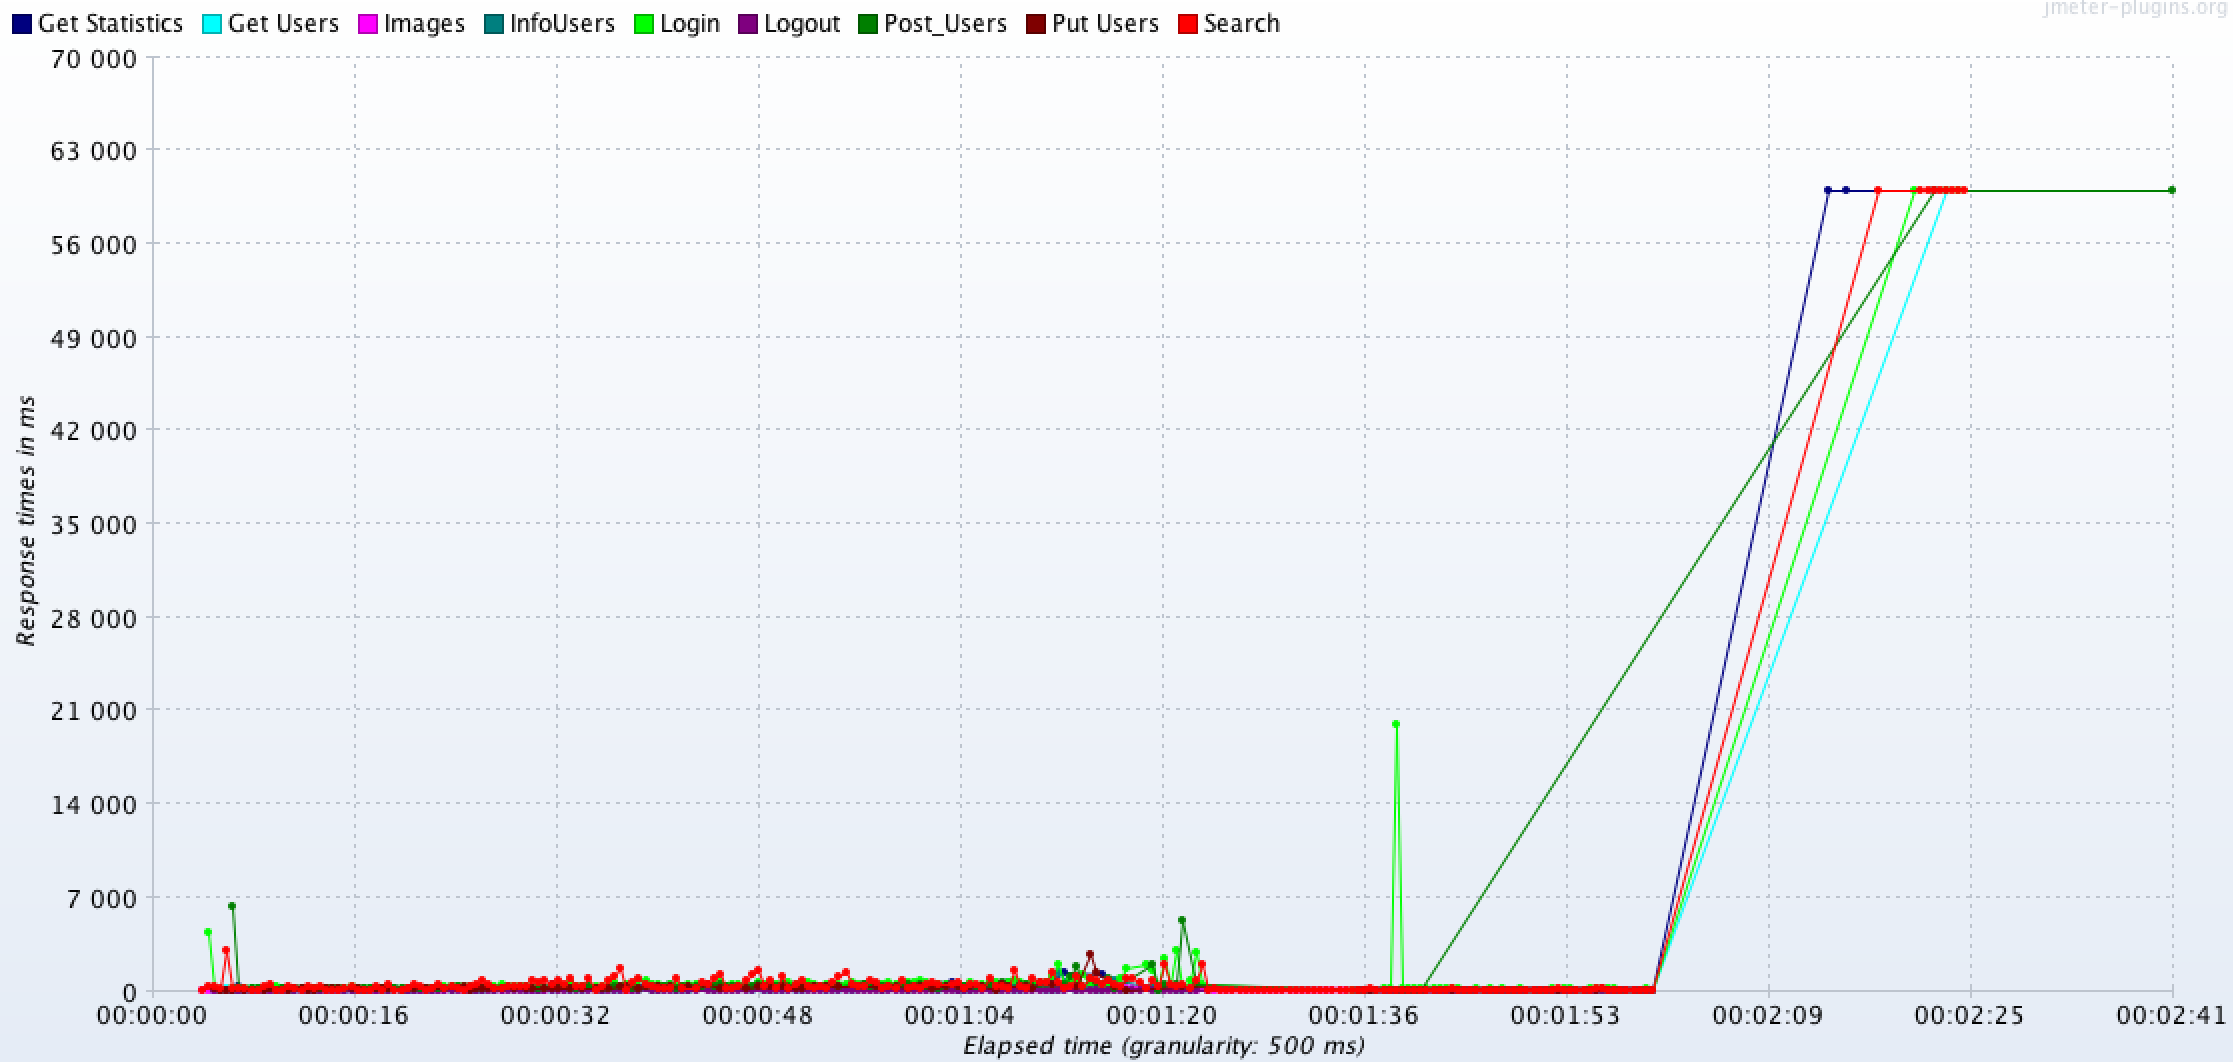 jmeter-plugins.org
Get Statistics Get Users Images InfoUsers Login Logout Post_Users Put Users Search
70 000
63 000
56 000
49 000
42 000
35 000
28 000
21 000
14 000
7 000
0
Response times in ms
00:00:00 00:00:16 00:00:32 00:00:48 00:01:04 00:01:20 00:01:36 00:01:53 00:02:09 00:02:25 00:02:41
Elapsed time (granularity: 500 ms)